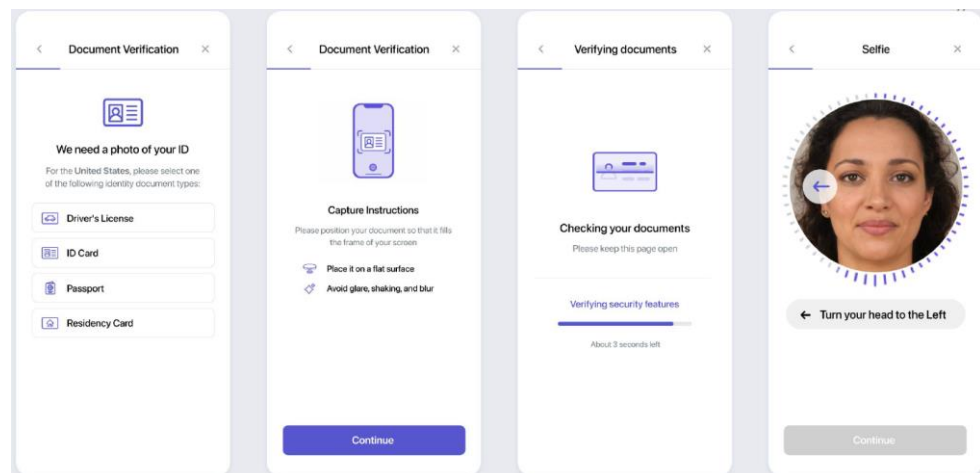 Document Verification
We need a photo of your ID
For the United States, please select one
of the following identity document types:
Driver's License
ID Card
Passport
Residency Card
Document Verification
Capture Instructions
Please position your document so that it fills
the frame of your screen
Place it on a flat surface
Avoid glare, shaking, and blur
Continue
Verifying documents
Checking your documents
Please keep this page open
Verifying security features
About 3 seconds left
Selfie
Turn your head to the Left
Continue